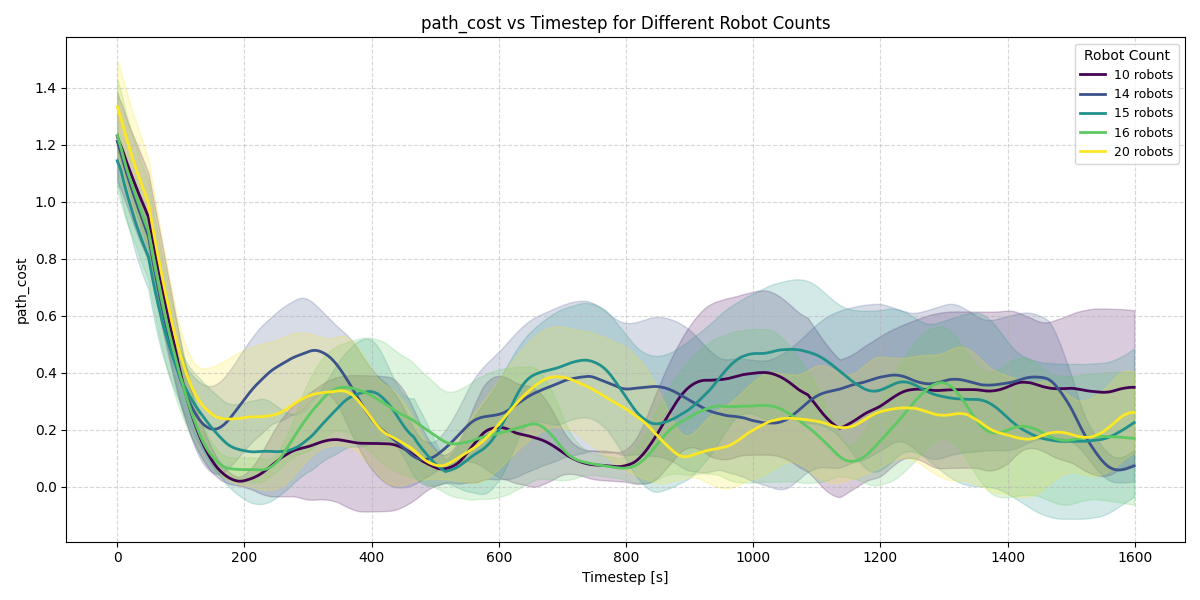 path_cost vs Timestep for Different Robot Counts
Robot Count
10 robots
14 robots
15 robots
16 robots
20 robots
path_cost
1.4
1.2
1.0
0.8
0.6
0.4
0.2
0.0
0 200 400 600 800 1000 1200 1400 1600
Timestep [s]